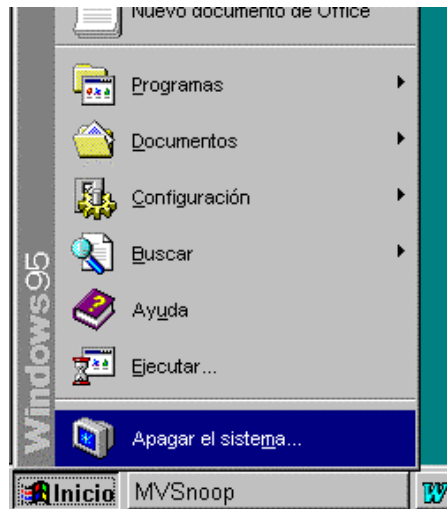 Nuevo documento de Office
Programas
Documentos
Configuración
Buscar
Ayuda
Ejecutar...
Apagar el sistema...
Windows95
Inicio
MVSnoop
W